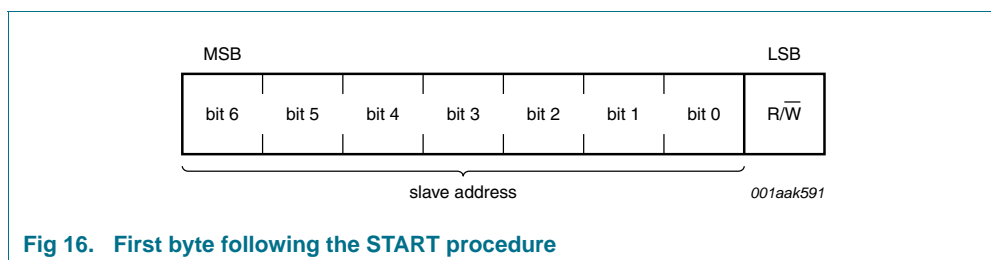 MSB LSB
bit 6 bit 5 bit 4 bit 3 bit 2 bit 1 bit 0 R/W̅
slave address 001aak591
Fig 16. First byte following the START procedure